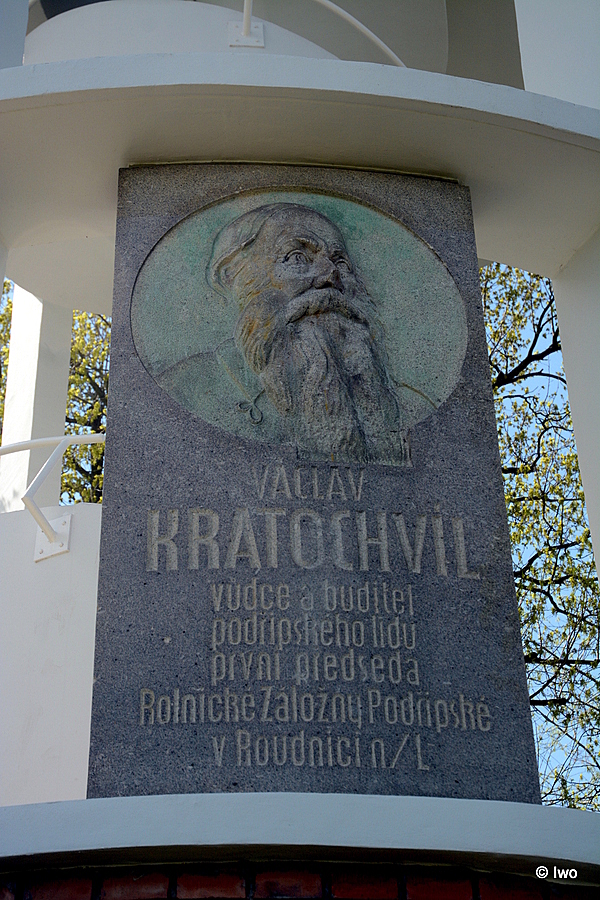 VÁCLAV
KRATOCHVÍL
vůdce a buditel
podřipského lidu
první předseda
Rolnické Záložny Podřipské
v Roudnici n/L
© Iwo